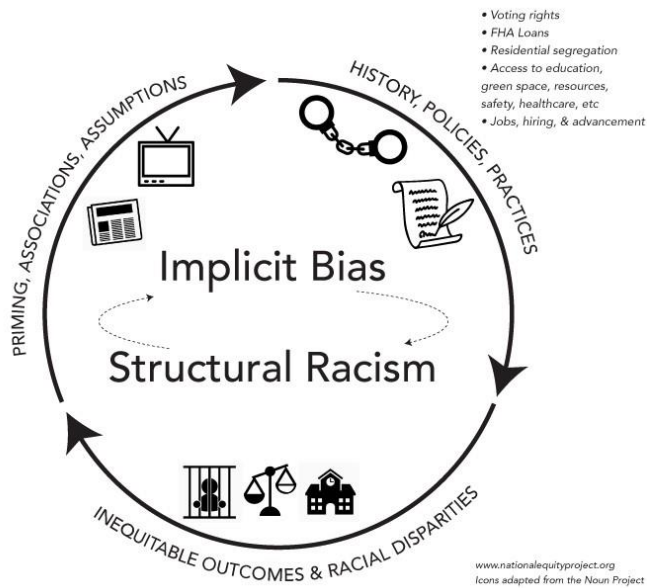 • Voting rights
• FHA Loans
• Residential segregation
• Access to education,
green space, resources,
safety, healthcare, etc
• Jobs, hiring, & advancement
PRIMING, ASSOCIATIONS, ASSUMPTIONS
HISTORY, POLICIES, PRACTICES
Implicit Bias
Structural Racism
INEQUITABLE OUTCOMES & RACIAL DISPARITIES
www.nationalequityproject.org
Icons adapted from the Noun Project